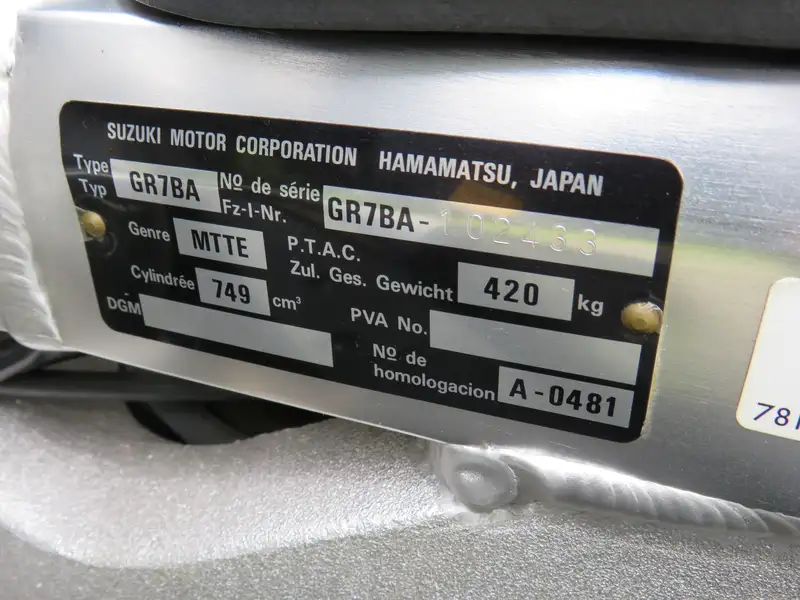 SUZUKI MOTOR CORPORATION HAMAMATSU, JAPAN
Type
Typ
GR7BA
Nº de série
Fz-I-Nr.
GR7BA-102433
Genre MTTE
P.T.A.C.
Zul. Ges. Gewicht 420 kg
Cylindrée 749 cm³
DGM
PVA No.
Nº de
homologacion
A-0481
78